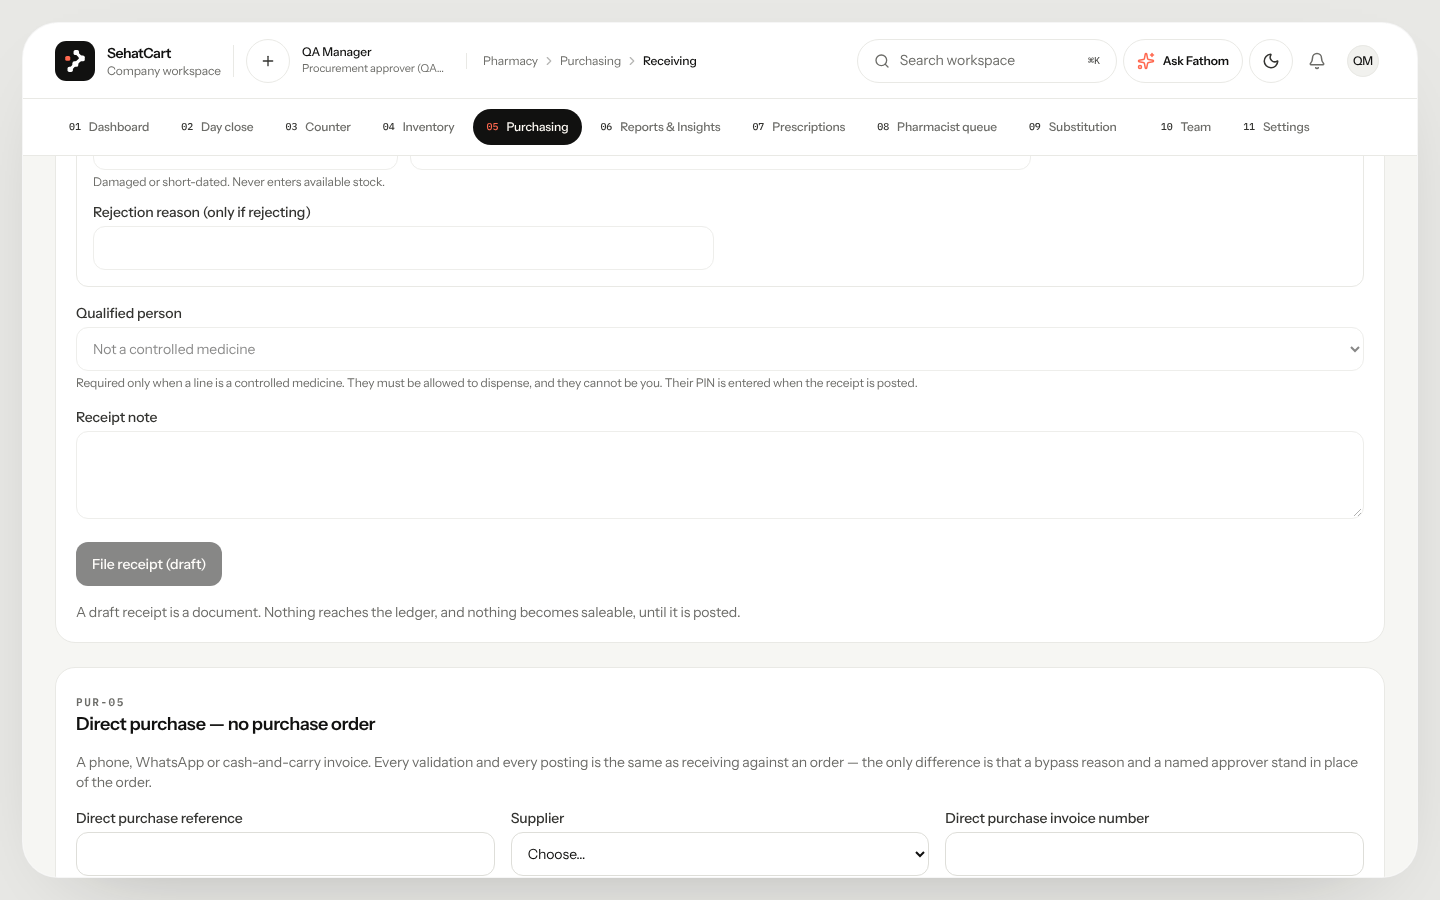 SehatCart
Company workspace
QA Manager
Procurement approver (QA...
Pharmacy > Purchasing > Receiving
Search workspace
⌘K
Ask Fathom
QM
01 Dashboard
02 Day close
03 Counter
04 Inventory
05 Purchasing
06 Reports & Insights
07 Prescriptions
08 Pharmacist queue
09 Substitution
10 Team
11 Settings
Damaged or short-dated. Never enters available stock.
Rejection reason (only if rejecting)
Qualified person
Not a controlled medicine
Required only when a line is a controlled medicine. They must be allowed to dispense, and they cannot be you. Their PIN is entered when the receipt is posted.
Receipt note
File receipt (draft)
A draft receipt is a document. Nothing reaches the ledger, and nothing becomes saleable, until it is posted.
PUR-05
Direct purchase — no purchase order
A phone, WhatsApp or cash-and-carry invoice. Every validation and every posting is the same as receiving against an order — the only difference is that a bypass reason and a named approver stand in place
of the order.
Direct purchase reference
Supplier
Direct purchase invoice number
Choose...